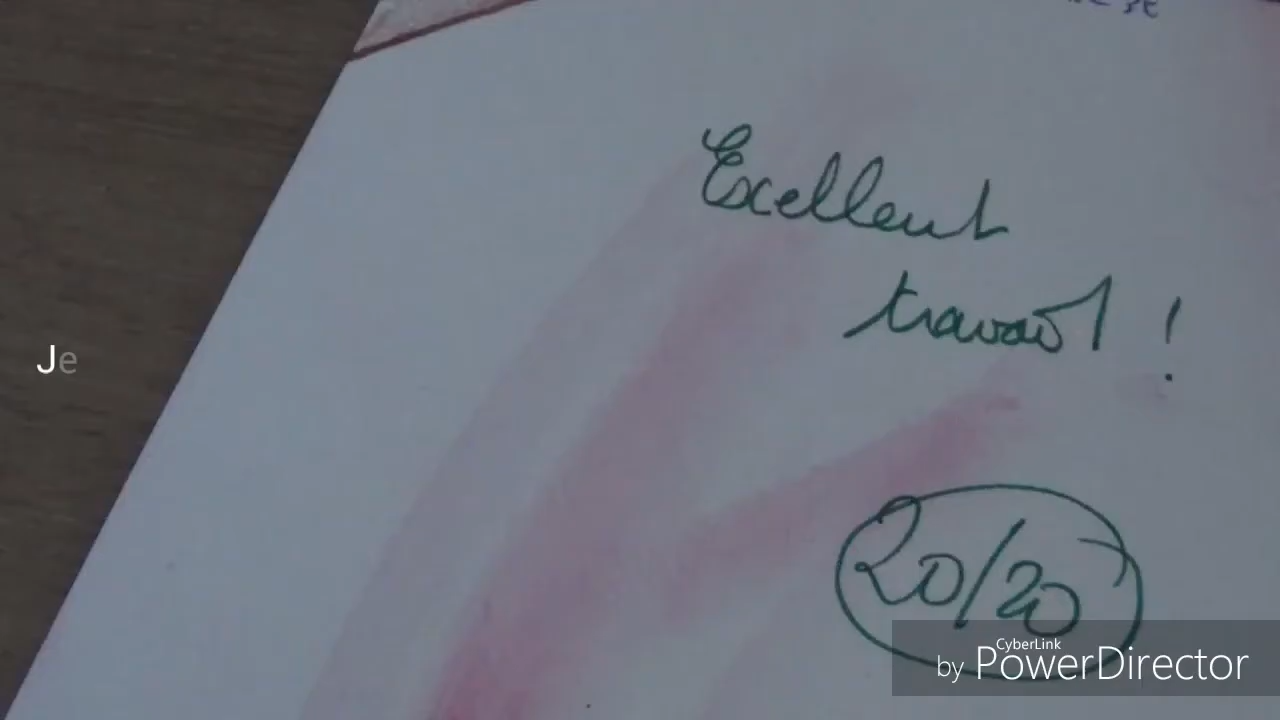 Excellent
travail !
20/20
Je
CyberLink
by PowerDirector